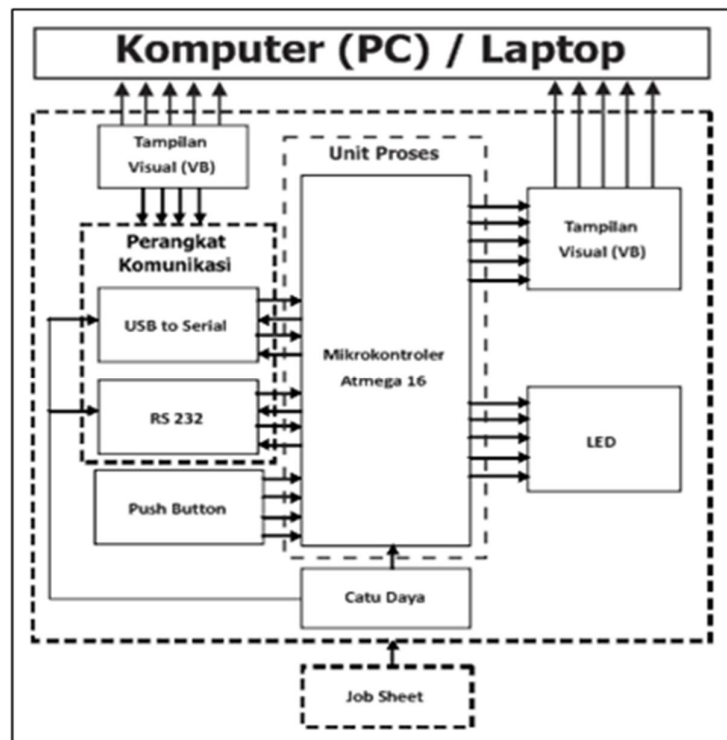 Komputer (PC) / Laptop
Tampilan
Visual (VB)
Unit Proses
Perangkat
Komunikasi
USB to Serial
RS 232
Push Button
Mikrokontroler
Atmega 16
Tampilan
Visual (VB)
LED
Catu Daya
Job Sheet